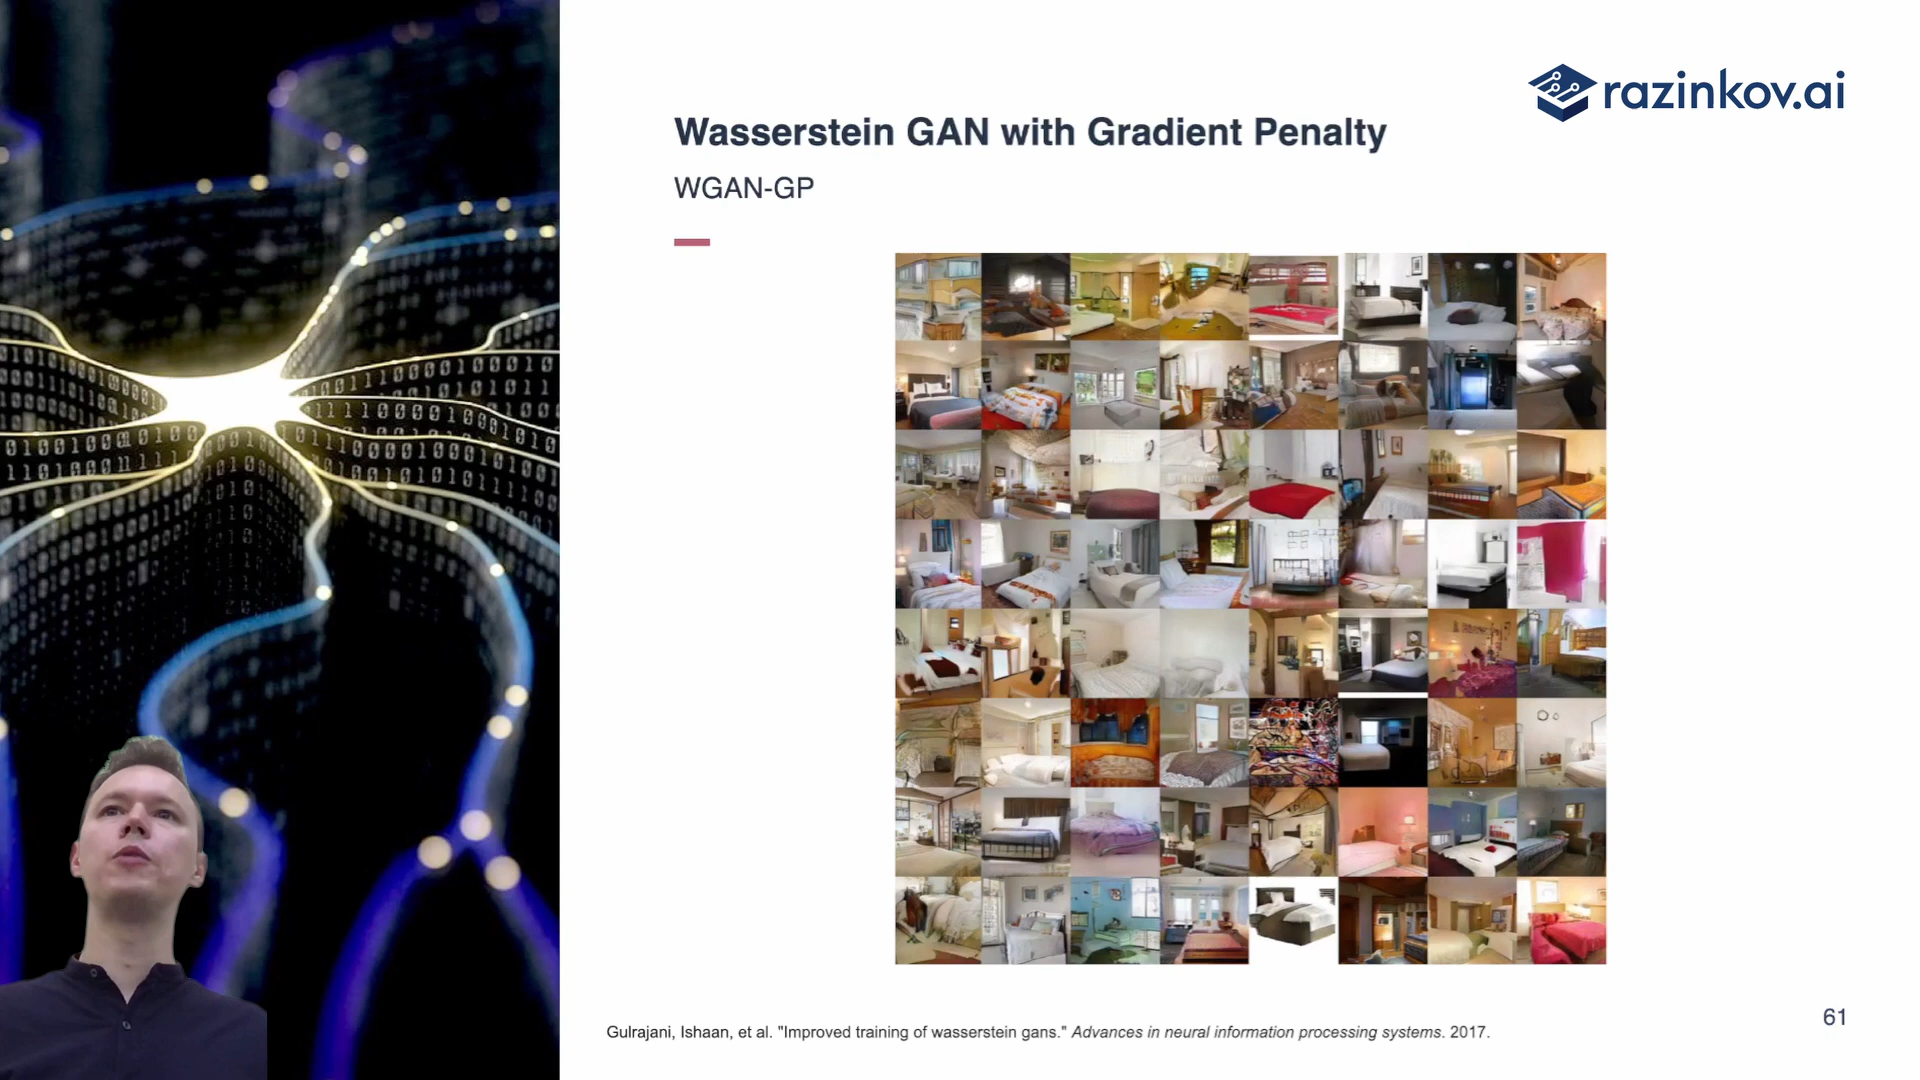 razinkov.ai
Wasserstein GAN with Gradient Penalty
WGAN-GP
Gulrajani, Ishaan, et al. "Improved training of wasserstein gans." Advances in neural information processing systems. 2017.
61